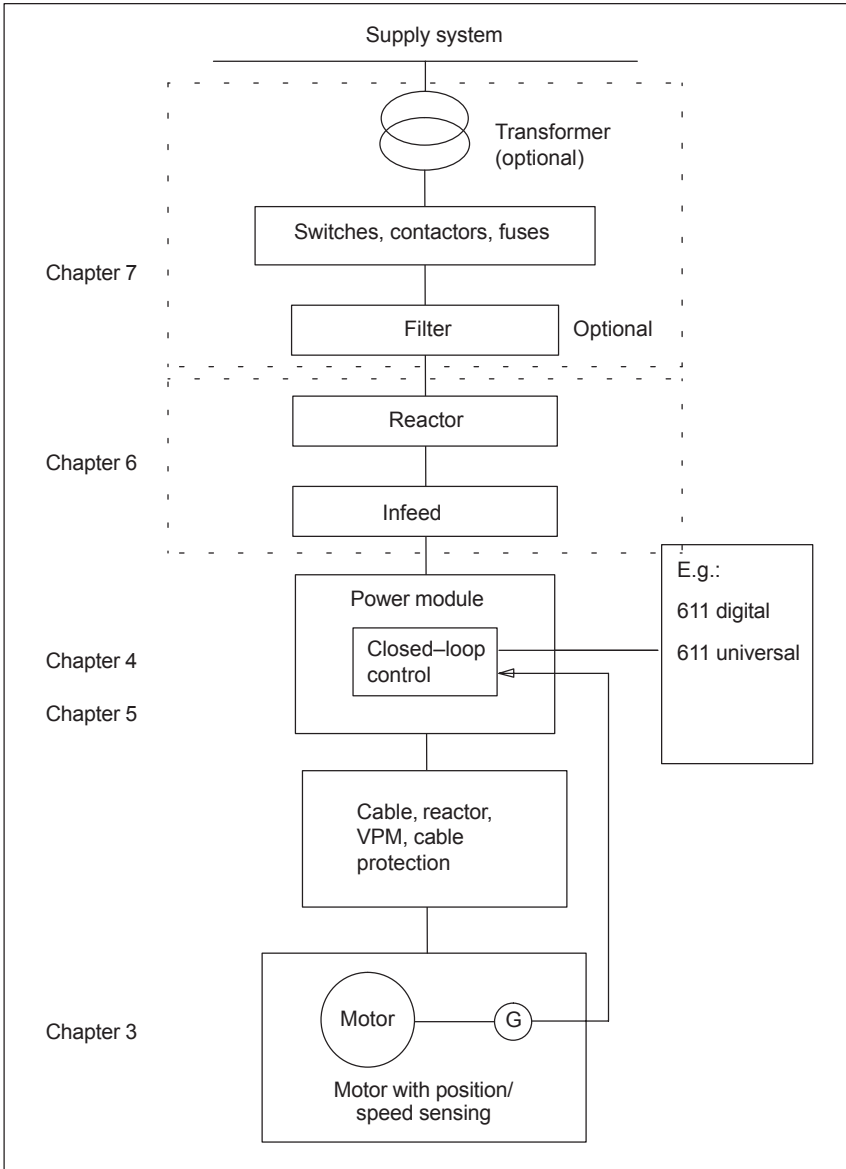 Supply system
Transformer
(optional)
Switches, contactors, fuses
Chapter 7
Filter
Optional
Reactor
Chapter 6
Infeed
E.g.:
611 digital
611 universal
Power module
Closed–loop
control
Chapter 4
Chapter 5
Cable, reactor,
VPM, cable
protection
Motor
G
Chapter 3
Motor with position/
speed sensing